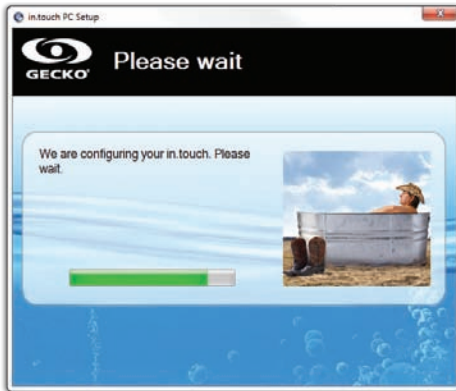 in.touch PC Setup
GECKO
Please wait
We are configuring your in.touch. Please
wait.